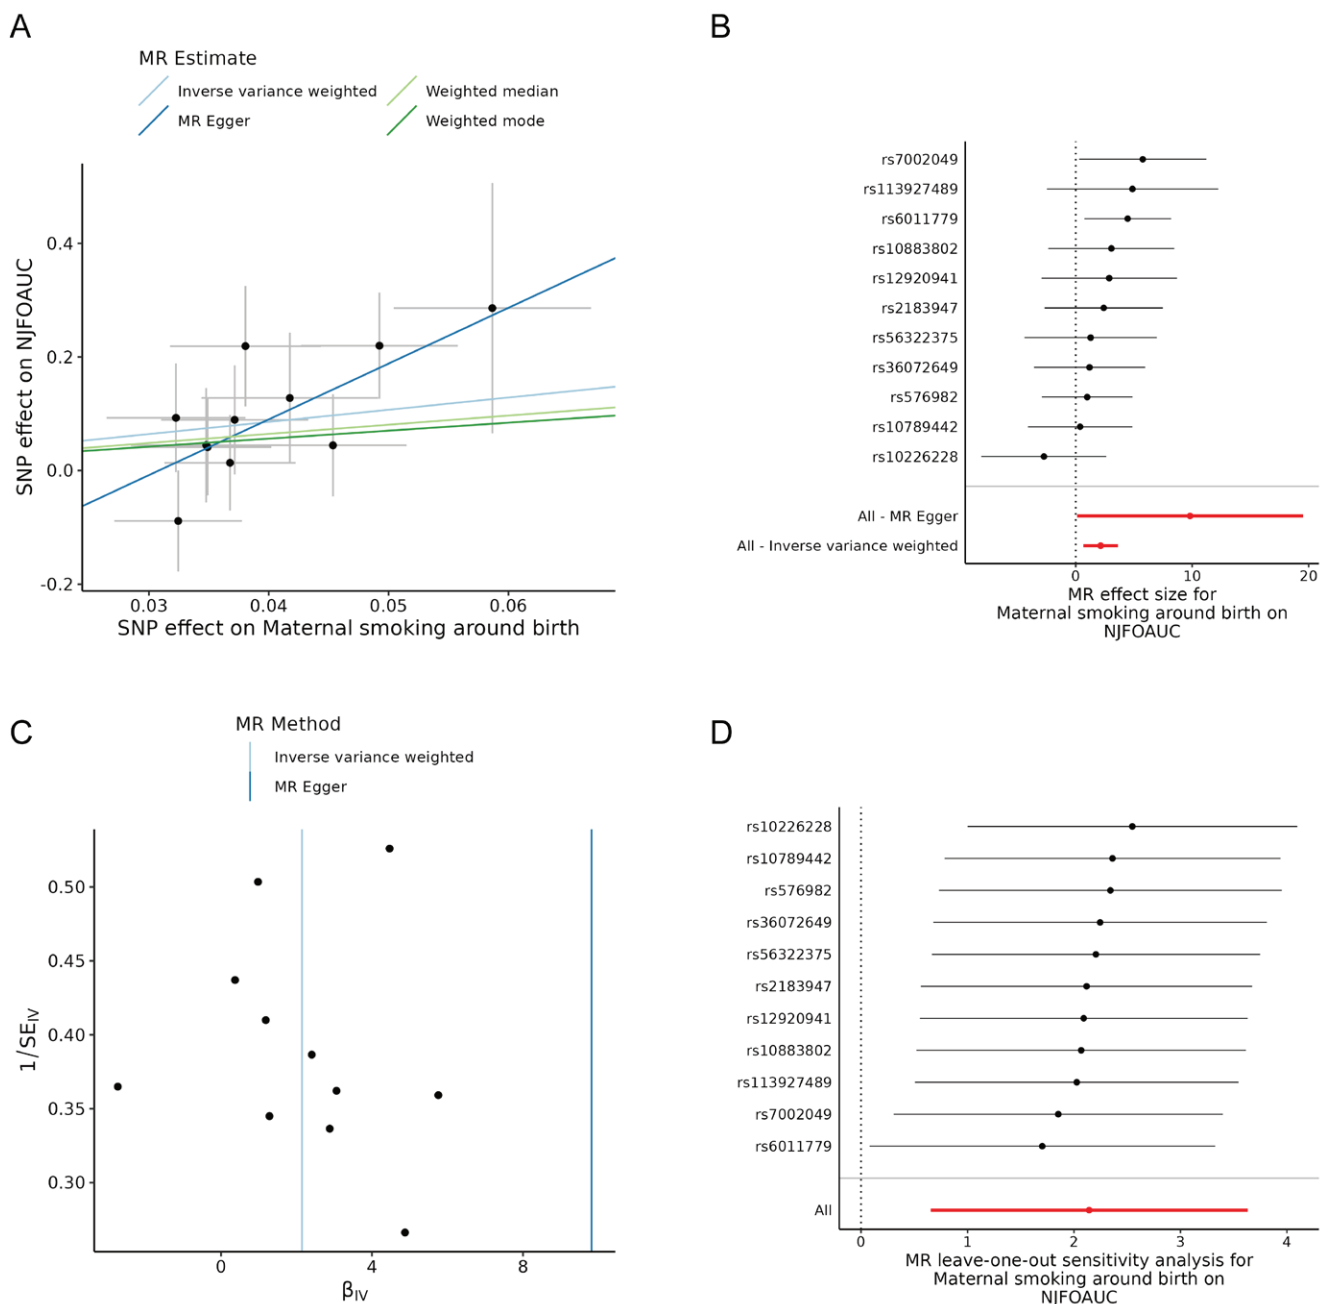 A
MR Estimate
Inverse variance weighted
Weighted median
MR Egger
Weighted mode
SNP effect on NJFOAUC
0.4
0.2
0.0
-0.2
0.03
0.04
0.05
0.06
SNP effect on Maternal smoking around birth
B
rs7002049
rs113927489
rs6011779
rs10883802
rs12920941
rs2183947
rs56322375
rs36072649
rs576982
rs10789442
rs10226228
All - MR Egger
All - Inverse variance weighted
0
10
20
MR effect size for
Maternal smoking around birth on
NJFOAUC
C
MR Method
Inverse variance weighted
MR Egger
1/SEIV
0.50
0.45
0.40
0.35
0.30
0
4
8
βIV
D
rs10226228
rs10789442
rs576982
rs36072649
rs56322375
rs2183947
rs12920941
rs10883802
rs113927489
rs7002049
rs6011779
All
0
1
2
3
4
MR leave-one-out sensitivity analysis for
Maternal smoking around birth on
NJFOAUC